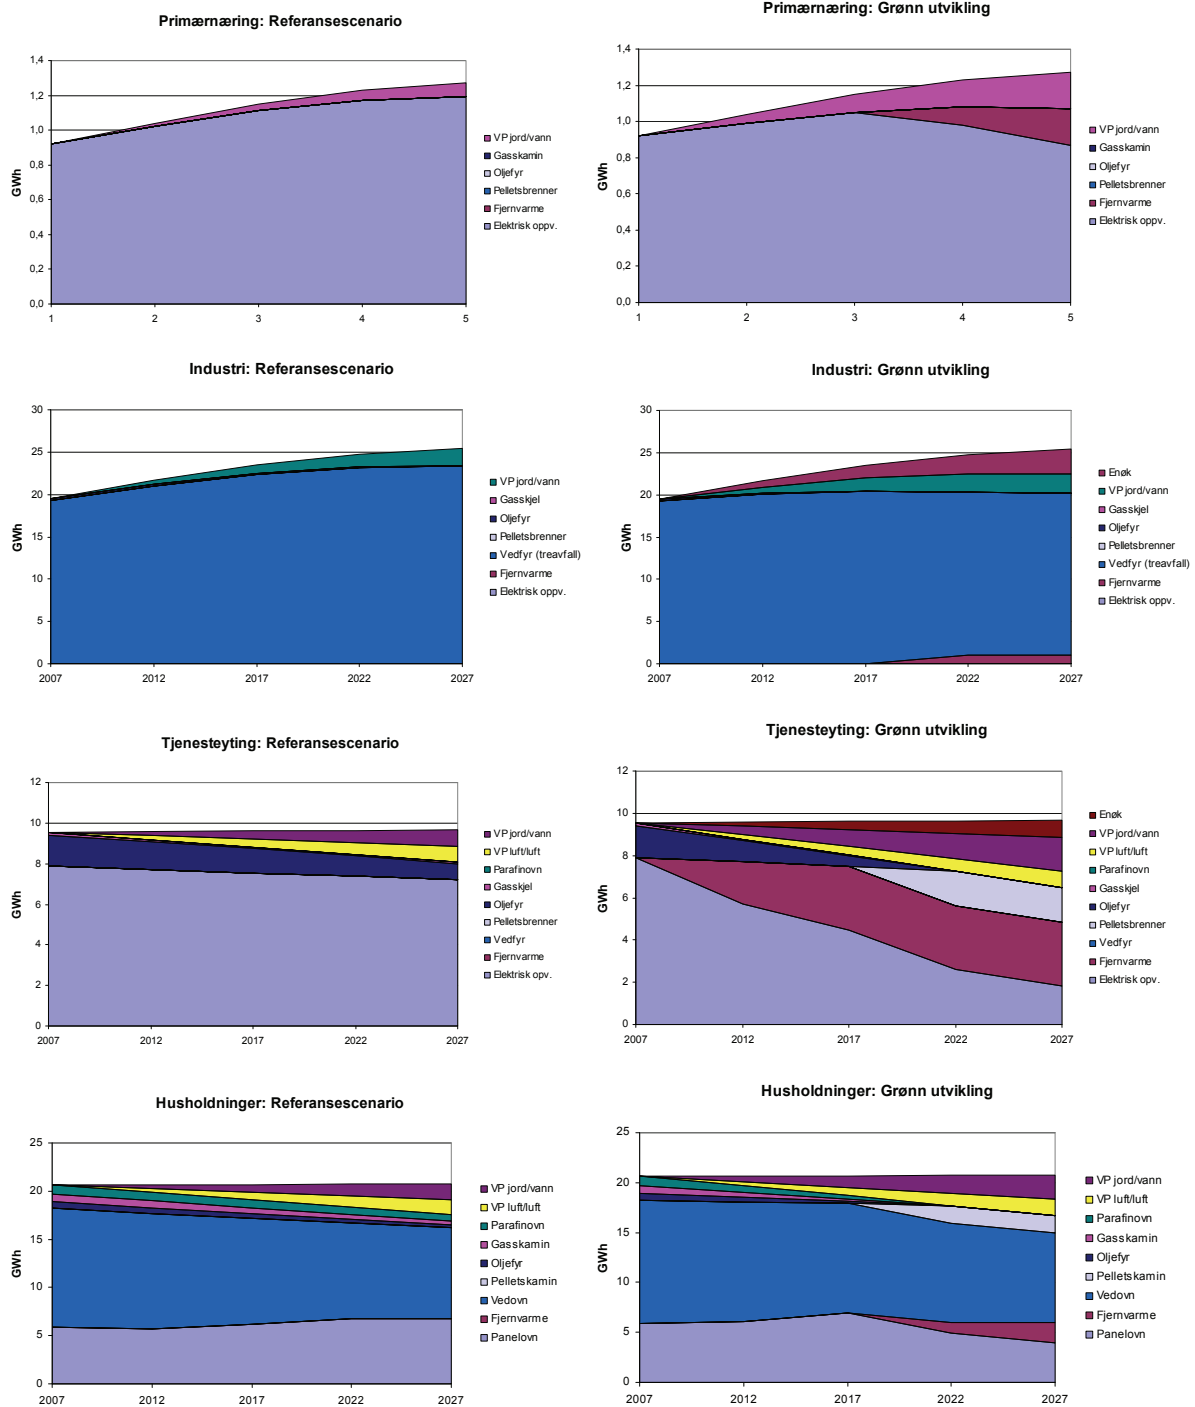 Primærnæring: Referansescenario
GWh
1,4
1,2
1,0
0,8
0,6
0,4
0,2
0,0
1 2 3 4 5
VP jord/vann
Gasskamin
Oljefyr
Pelletsbrenner
Fjernvarme
Elektrisk oppv.
Primærnæring: Grønn utvikling
GWh
1,4
1,2
1,0
0,8
0,6
0,4
0,2
0,0
1 2 3 4 5
VP jord/vann
Gasskamin
Oljefyr
Pelletsbrenner
Fjernvarme
Elektrisk oppv.
Industri: Referansescenario
GWh
30
25
20
15
10
5
0
2007 2012 2017 2022 2027
VP jord/vann
Gasskjel
Oljefyr
Pelletsbrenner
Vedfyr (treavfall)
Fjernvarme
Elektrisk oppv.
Industri: Grønn utvikling
GWh
30
25
20
15
10
5
0
2007 2012 2017 2022 2027
Enøk
VP jord/vann
Gasskjel
Oljefyr
Pelletsbrenner
Vedfyr (treavfall)
Fjernvarme
Elektrisk oppv.
Tjenesteyting: Referansescenario
GWh
12
10
8
6
4
2
0
2007 2012 2017 2022 2027
VP jord/vann
VP luft/luft
Parafinovn
Gasskjel
Oljefyr
Pelletsbrenner
Vedfyr
Fjernvarme
Elektrisk opv.
Tjenesteyting: Grønn utvikling
GWh
12
10
8
6
4
2
0
2007 2012 2017 2022 2027
Enøk
VP jord/vann
VP luft/luft
Parafinovn
Gasskjel
Oljefyr
Pelletsbrenner
Vedfyr
Fjernvarme
Elektrisk opv.
Husholdninger: Referansescenario
GWh
25
20
15
10
5
0
2007 2012 2017 2022 2027
VP jord/vann
VP luft/luft
Parafinovn
Gasskamin
Oljefyr
Pelletskamin
Vedovn
Fjernvarme
Panelovn
Husholdninger: Grønn utvikling
GWh
25
20
15
10
5
0
2007 2012 2017 2022 2027
VP jord/vann
VP luft/luft
Parafinovn
Gasskamin
Oljefyr
Pelletskamin
Vedovn
Fjernvarme
Panelovn